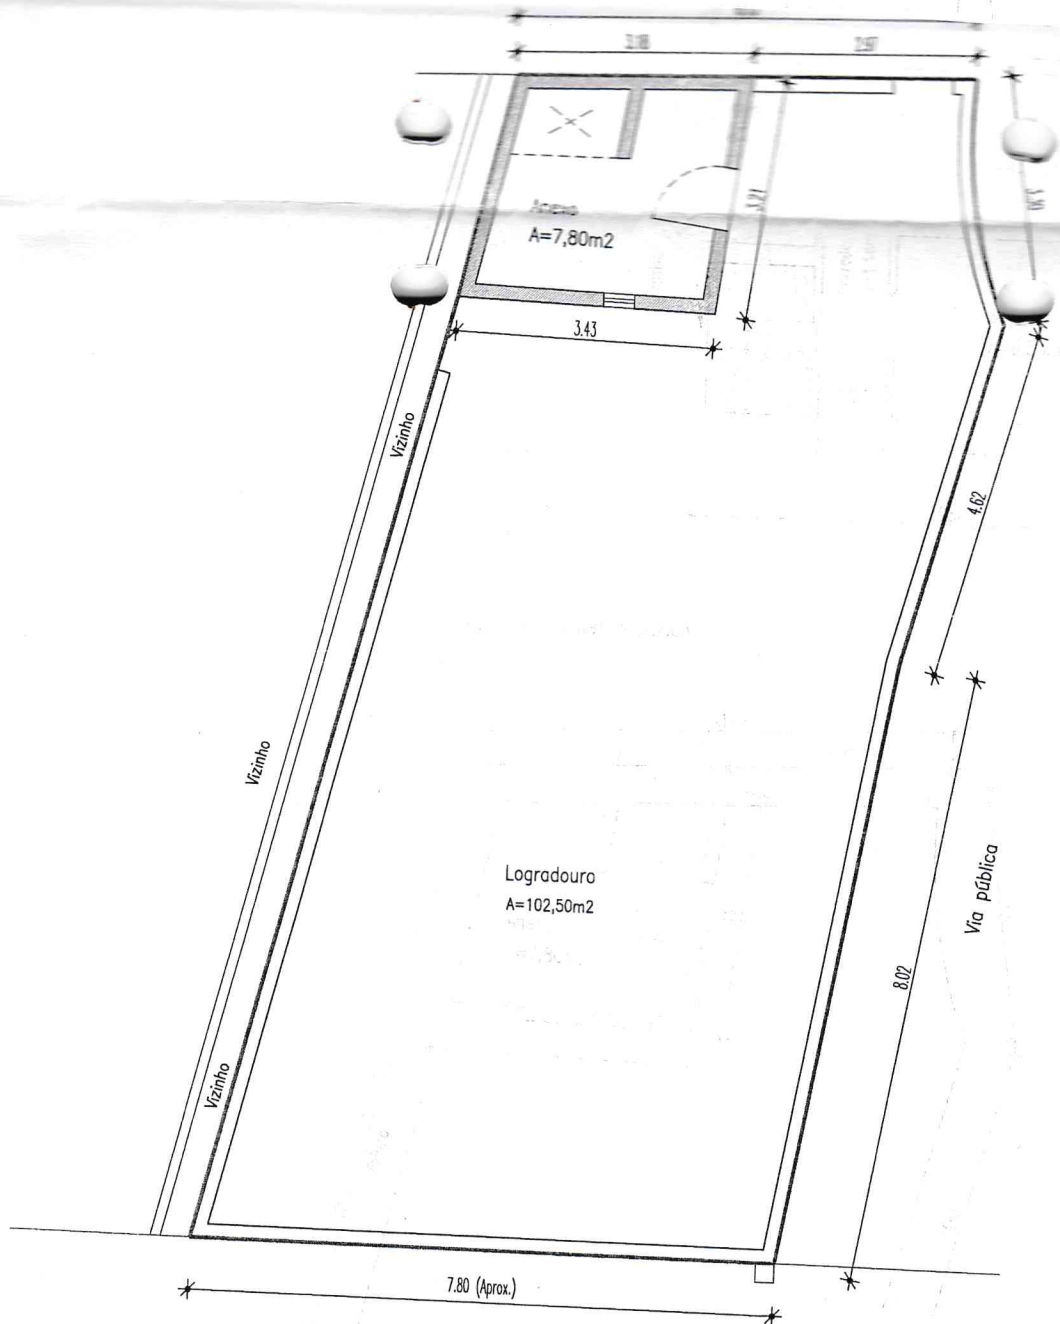 3.18
2.97
3.21
Anexo
A=7,80m2
3.43
Vizinho
4.62
Vizinho
Logradouro
A=102,50m2
Via pública
8.02
Vizinho
7.80 (Aprox.)